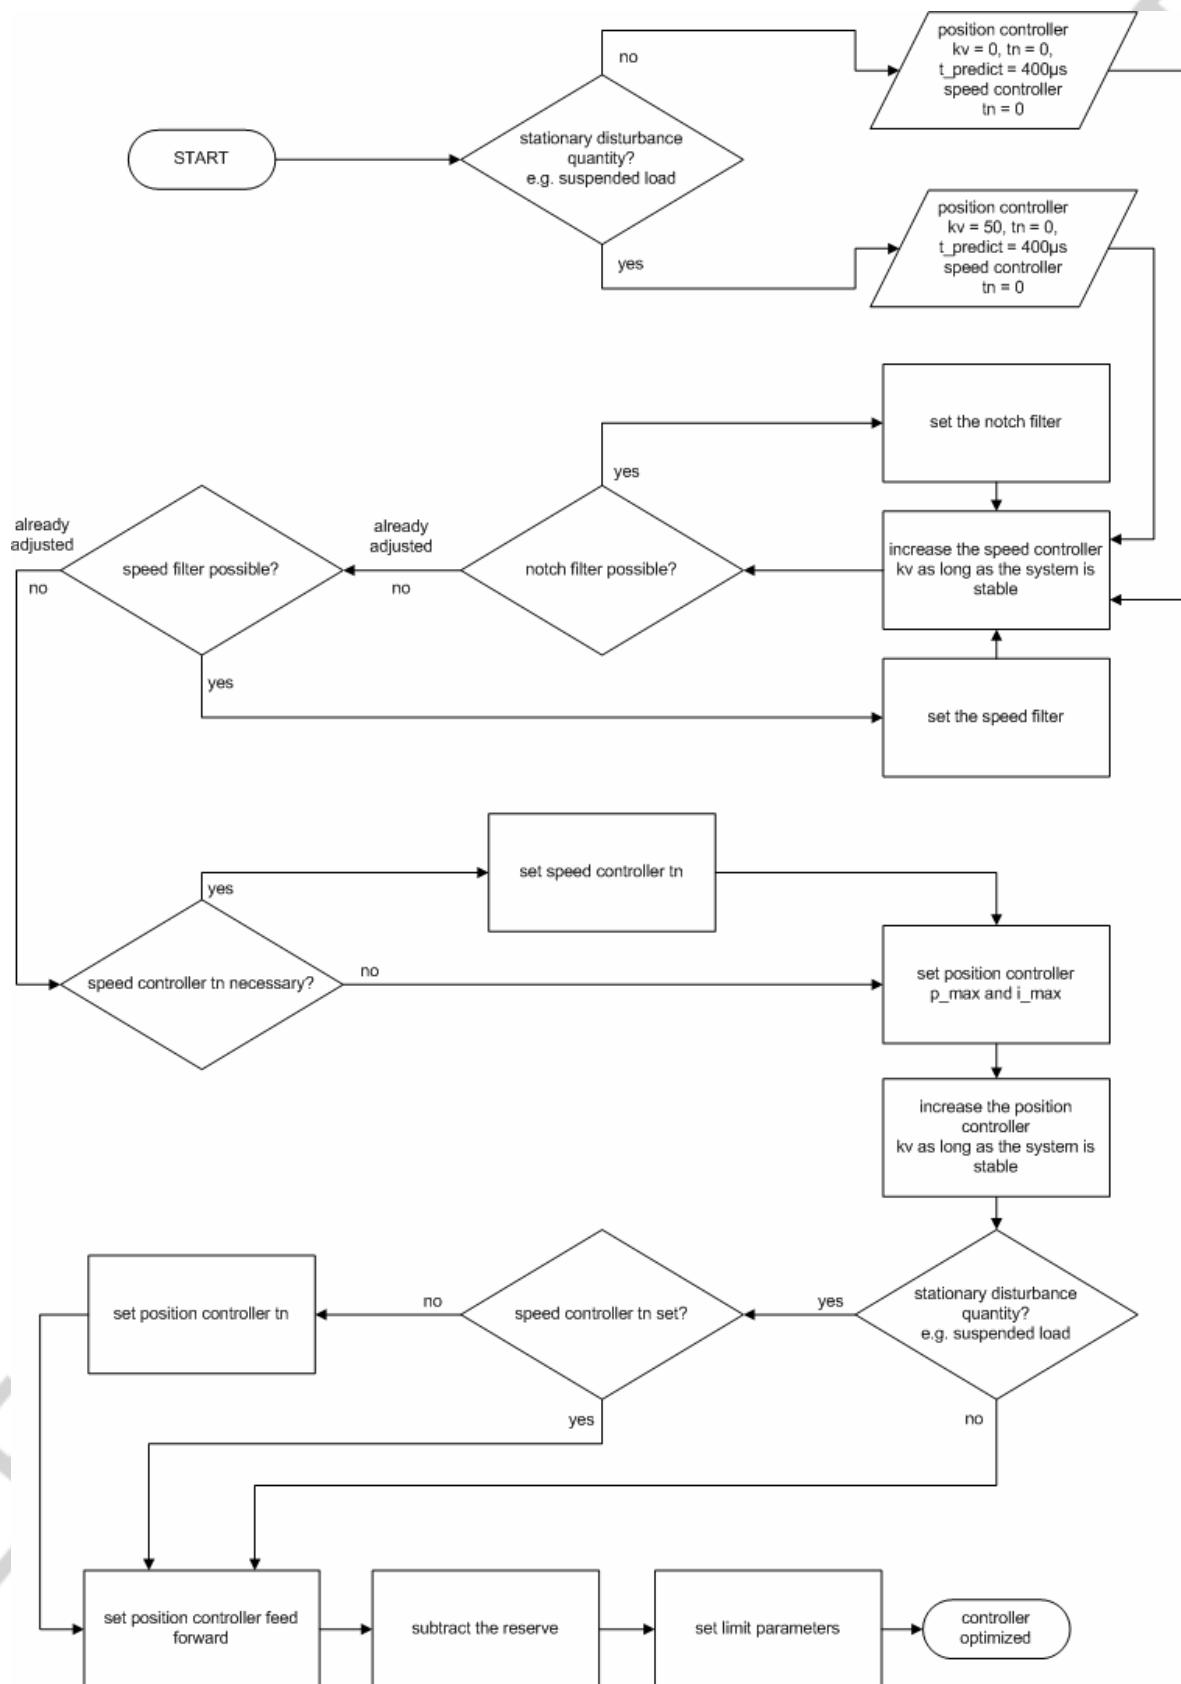 no
position controller
kv = 0, tn = 0,
t_predict = 400µs
speed controller
tn = 0
START
stationary disturbance
quantity?
e.g. suspended load
yes
position controller
kv = 50, tn = 0,
t_predict = 400µs
speed controller
tn = 0
set the notch filter
yes
already
adjusted
no
speed filter possible?
already
adjusted
no
notch filter possible?
increase the speed controller
kv as long as the system is
stable
yes
set the speed filter
set speed controller tn
yes
speed controller tn necessary?
no
set position controller
p_max and i_max
increase the position
controller
kv as long as the system is
stable
set position controller tn
no
speed controller tn set?
yes
stationary disturbance
quantity?
e.g. suspended load
yes
no
set position controller feed
forward
subtract the reserve
set limit parameters
controller
optimized